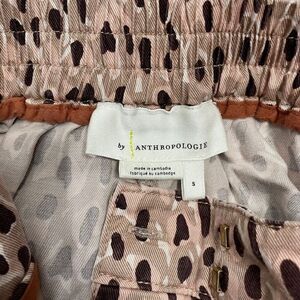 by ANTHROPOLOGIE
made in cambodia
fabriqué au cambodge
S